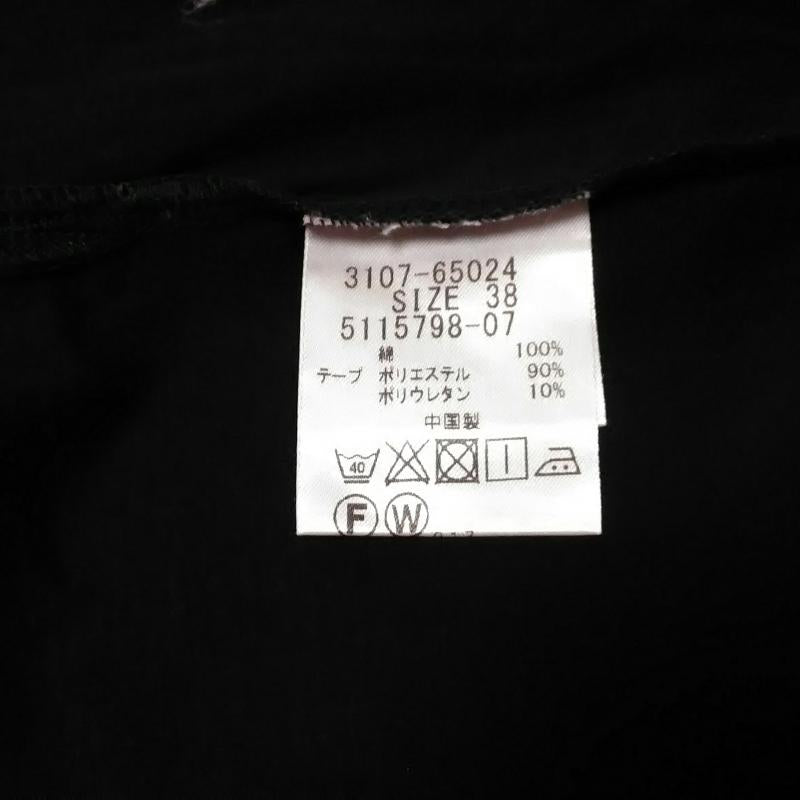 3107-65024
SIZE 38
5115798-07
綿 100%
テープ ポリエステル 90%
ポリウレタン 10%
中国製
40
F W